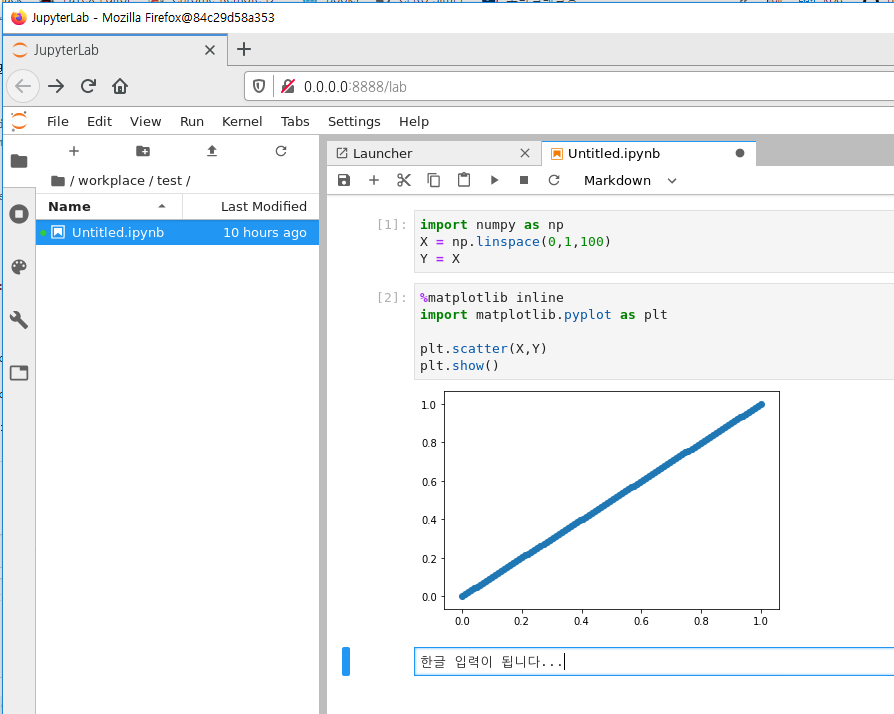 JupyterLab - Mozilla Firefox@84c29d58a353
JupyterLab
0.0.0.0:8888/lab
File Edit View Run Kernel Tabs Settings Help
/ workplace / test /
Name Last Modified
Untitled.ipynb 10 hours ago
Launcher
Untitled.ipynb
Markdown
[1]: import numpy as np
X = np.linspace(0,1,100)
Y = X
[2]: %matplotlib inline
import matplotlib.pyplot as plt
plt.scatter(X,Y)
plt.show()
1.0
0.8
0.6
0.4
0.2
0.0
0.0 0.2 0.4 0.6 0.8 1.0
한글 입력이 됩니다...